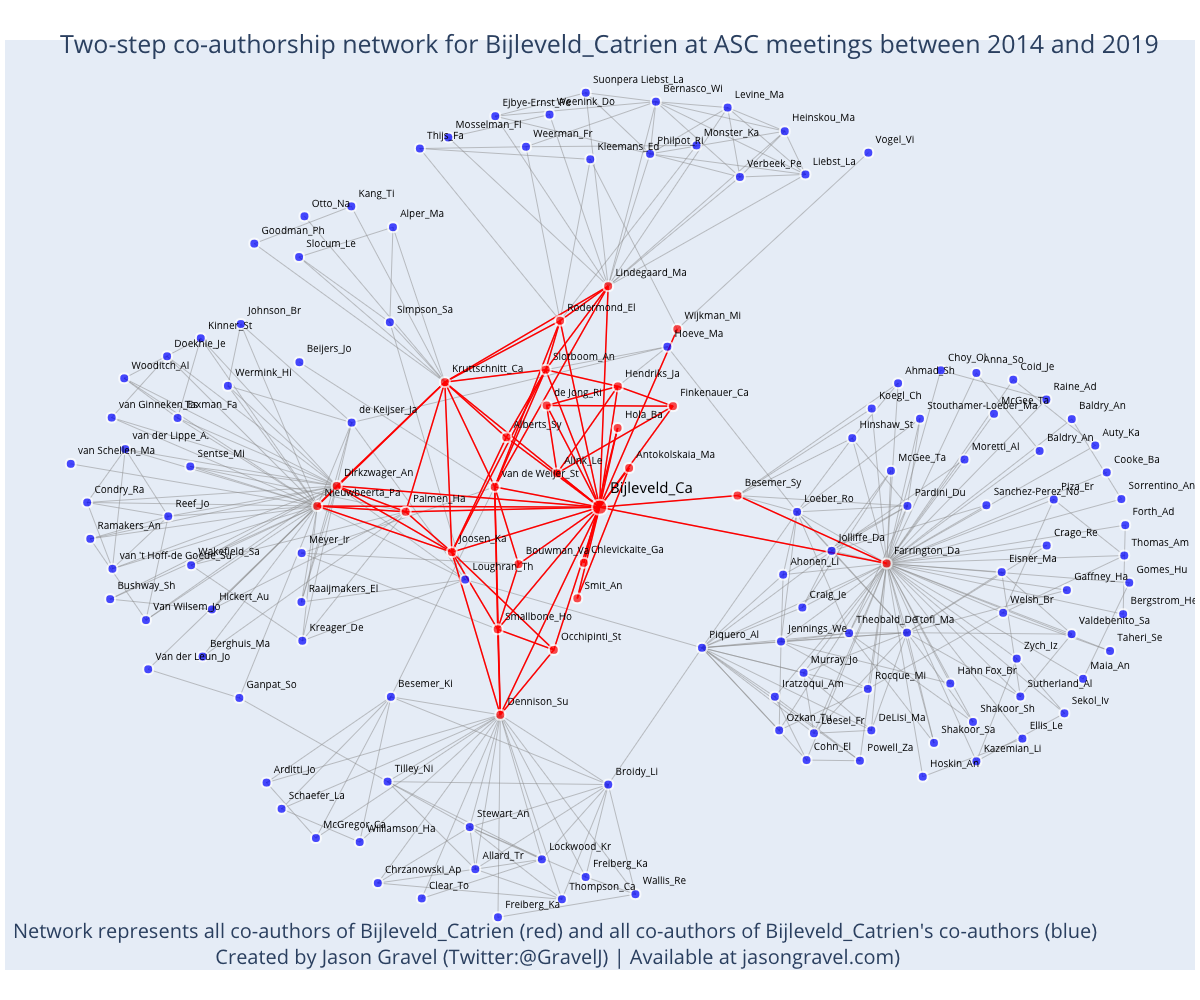 Two-step co-authorship network for Bijleveld_Catrien at ASC meetings between 2014 and 2019
Suonpera Liebst_La
Bernasco_Wi
Levine_Ma
Ejbye-Ernst_Pe
Weenink_Do
Heinskou_Ma
Mosselman_Fl
Thijs_Fa
Weerman_Fr
Kleemans_Ed
Philpot_Ri
Monster_Ka
Vogel_Vi
Verbeek_Pe
Liebst_La
Kang_Ti
Otto_Na
Alper_Ma
Goodman_Ph
Slocum_Le
Lindegaard_Ma
Johnson_Br
Simpson_Sa
Rodermond_El
Wijkman_Mi
Kinner_St
Hoeve_Ma
Doekhie_Je
Beijers_Jo
Slotboom_An
Wooditch_Al
Wermink_Hi
Kruttschnitt_Ca
Hendriks_Ja
Choy_Ol
Anna_So
Cold_Je
Ahmad_Sh
Raine_Ad
van Ginneken_Es
Taxman_Fa
de Keijser_Ja
de Jong_Ri
Finkenauer_Ca
Koegl_Ch
McGee_Ta
Stouthamer-Loeber_Ma
Baldry_An
Hola_Ba
Alberts_Sy
Hinshaw_St
Auty_Ka
van der Lippe_A.
Moretti_Al
Baldry_An
van Schellen_Ma
Sentse_Mi
Antokolskaia_Ma
McGee_Ta
Cooke_Ba
Dirkzwager_An
Alink_Le
van de Weijer_St
Besemer_Sy
Sorrentino_An
Condry_Ra
Nieuwbeerta_Pa
Palmen_Ha
Bijleveld_Ca
Loeber_Ro
Pardini_Du
Sanchez-Perez_No
Piza_Er
Reef_Jo
Forth_Ad
Ramakers_An
Crago_Re
Meyer_Ir
Joosen_Ka
Jolliffe_Da
Thomas_Am
van 't Hoff-de Goede_Su
Wakefield_Sa
Bouwman_Va
Chlevickaite_Ga
Farrington_Da
Eisner_Ma
Ahonen_Li
Loughran_Th
Gomes_Hu
Bushway_Sh
Smit_An
Gaffney_Ha
Hickert_Au
Raaijmakers_El
Craig_Je
Van Wilsem_Jo
Smallbone_Ho
Theobald_De
Tofi_Ma
Welsh_Br
Bergstrom_He
Kreager_De
Occhipinti_St
Piquero_Al
Jennings_We
Valdebenito_Sa
Taheri_Se
Berghuis_Ma
Van der Leun_Jo
Murray_Jo
Zych_Iz
Maia_An
Rocque_Mi
Hahn Fox_Br
Ganpat_So
Besemer_Ki
Iratzoqui_Am
Sutherland_Al
Dennison_Su
Sekol_Iv
Ozkan_Tu
Loesel_Fr
DeLisi_Ma
Shakoor_Sh
Shakoor_Sa
Ellis_Le
Cohn_El
Powell_Za
Kazemian_Li
Arditti_Jo
Tilley_Ni
Broidy_Li
Hoskin_An
Schaefer_La
McGregor_Ca
Williamson_Ha
Stewart_An
Chrzanowski_Ap
Allard_Tr
Lockwood_Kr
Freiberg_Ka
Clear_To
Thompson_Ca
Wallis_Re
Freiberg_Ka
Network represents all co-authors of Bijleveld_Catrien (red) and all co-authors of Bijleveld_Catrien's co-authors (blue)
Created by Jason Gravel (Twitter:@GravelJ) | Available at jasongravel.com)